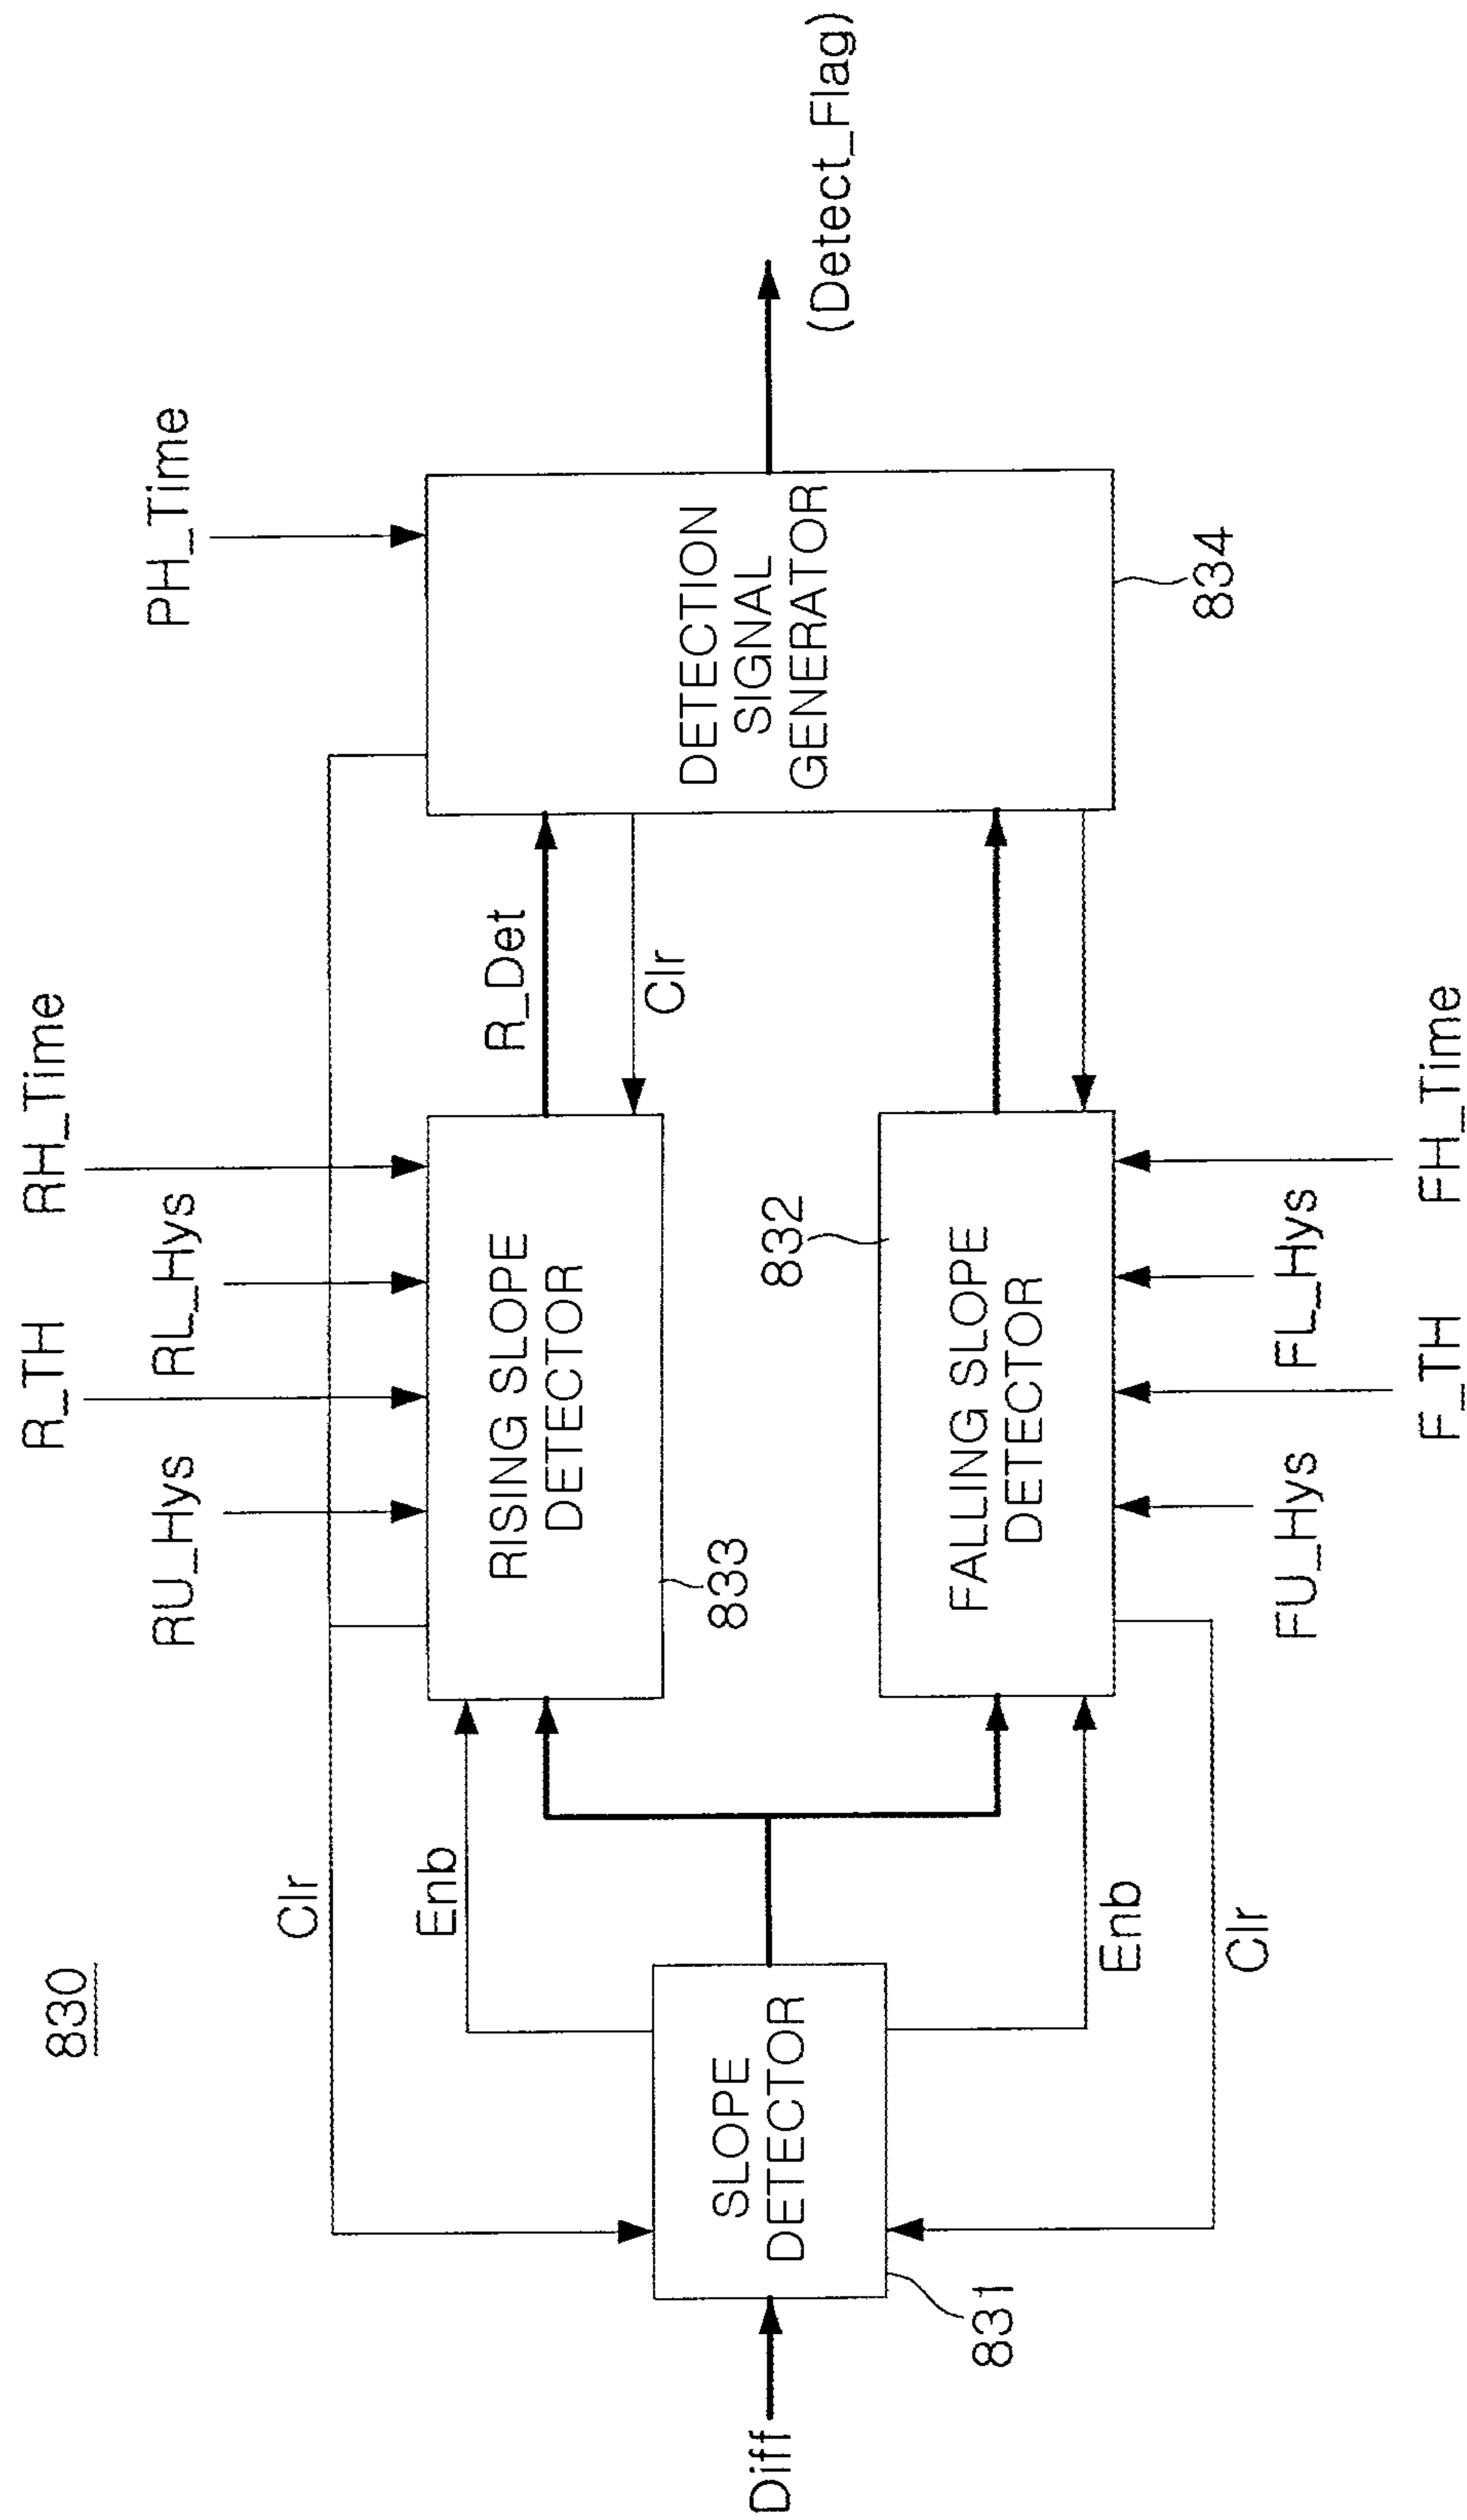 830
R_TH
RH_Time
RU_Hys
RL_Hys
PH_Time
Clr
Enb
RISING SLOPE
DETECTOR
833
R_Det
Clr
Diff
SLOPE
DETECTOR
831
DETECTION
SIGNAL
GENERATOR
834
(Detect_Flag)
832
FALLING SLOPE
DETECTOR
Enb
Clr
FU_Hys
FL_Hys
F_TH
FH_Time